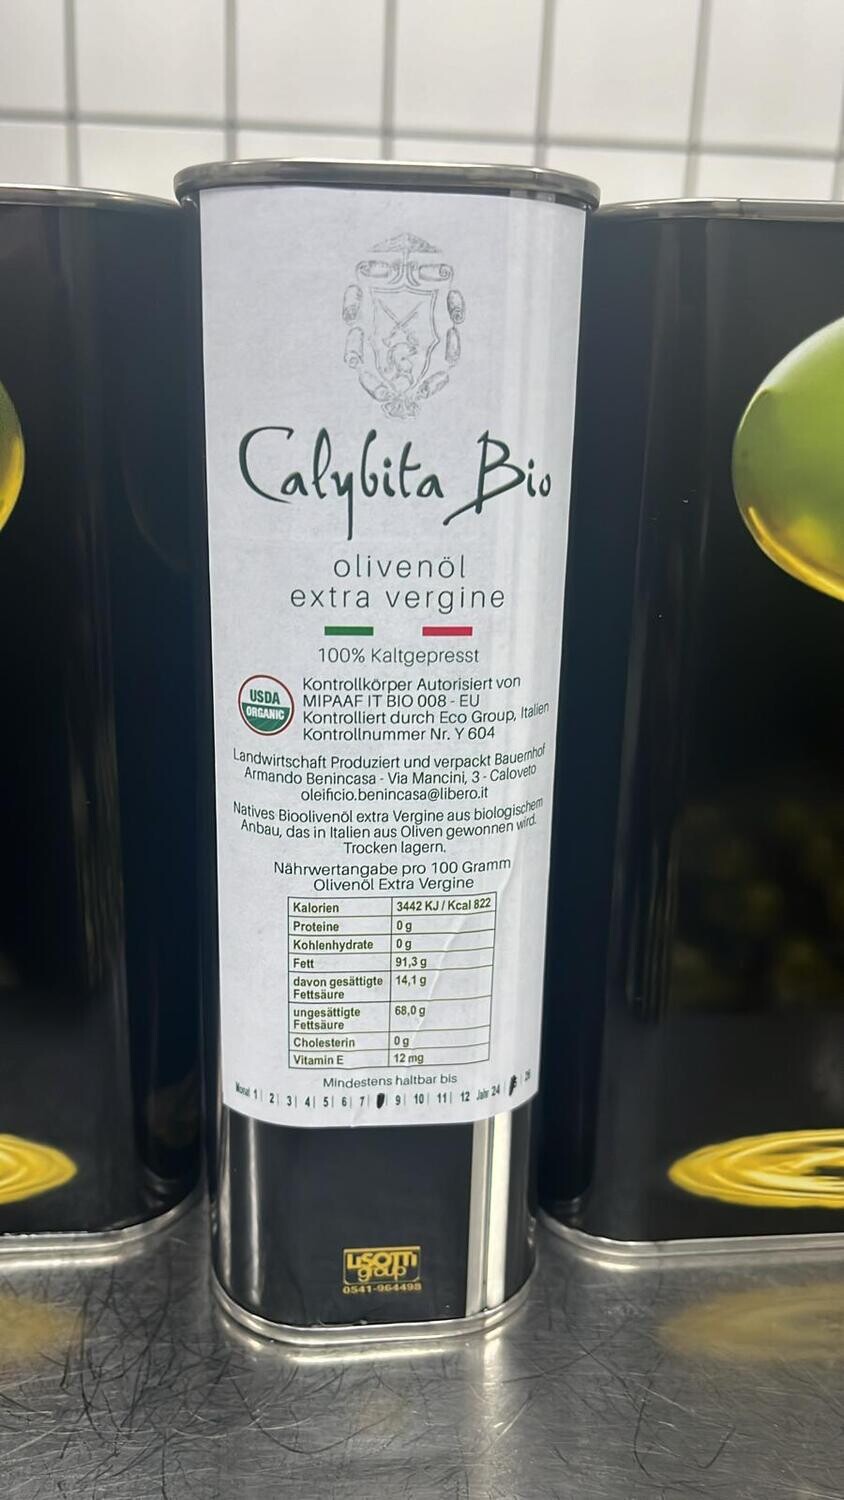 Calybita Bio
olivenöl
extra vergine
100% Kaltgepresst
USDA
ORGANIC
Kontrollkörper Autorisiert von
MIPAAF IT BIO 008 - EU
Kontrolliert durch Eco Group, Italien
Kontrollnummer Nr. Y 604
Landwirtschaft Produziert und verpackt Bauernhof
Armando Benincasa - Via Mancini, 3 - Caloveto
oleificio.benincasa@libero.it
Natives Bioolivenöl extra Vergine aus biologischem
Anbau, das in Italien aus Oliven gewonnen wird.
Trocken lagern.
Nährwertangabe pro 100 Gramm
Olivenöl Extra Vergine
Kalorien 3442 KJ / Kcal 822
Proteine 0 g
Kohlenhydrate 0 g
Fett 91,3 g
davon gesättigte 14,1 g
Fettsäure
ungesättigte 68,0 g
Fettsäure
Cholesterin 0 g
Vitamin E 12 mg
Mindestens haltbar bis
Monat 1 | 2 | 3 | 4 | 5 | 6 | 7 | 9 | 10 | 11 | 12 Jahr 24 | | 26
LISOTTI
group
0541-964498